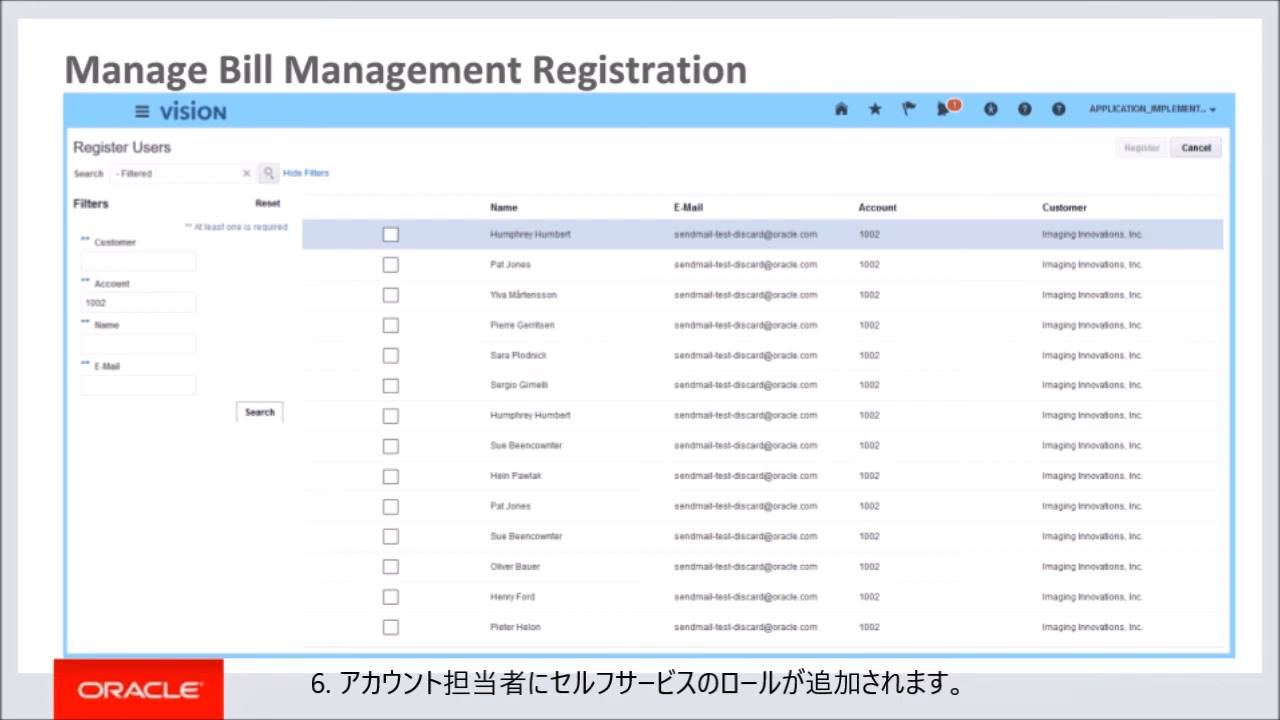 Manage Bill Management Registration
VISION
1
APPLICATION_IMPLEMENT...
Register Users
Register Cancel
Search - Filtered Hide Filters
Filters Reset
** At least one is required
** Customer
** Account
1002
** Name
** E-Mail
Search
Name E-Mail Account Customer
Humphrey Humbert sendmail-test-discard@oracle.com 1002 Imaging Innovations, Inc.
Pat Jones sendmail-test-discard@oracle.com 1002 Imaging Innovations, Inc.
Ylva Mårtensson sendmail-test-discard@oracle.com 1002 Imaging Innovations, Inc.
Pierre Gerritsen sendmail-test-discard@oracle.com 1002 Imaging Innovations, Inc.
Sara Plodnick sendmail-test-discard@oracle.com 1002 Imaging Innovations, Inc.
Sergio Gimelli sendmail-test-discard@oracle.com 1002 Imaging Innovations, Inc.
Humphrey Humbert sendmail-test-discard@oracle.com 1002 Imaging Innovations, Inc.
Sue Beencownter sendmail-test-discard@oracle.com 1002 Imaging Innovations, Inc.
Hein Pawlak sendmail-test-discard@oracle.com 1002 Imaging Innovations, Inc.
Pat Jones sendmail-test-discard@oracle.com 1002 Imaging Innovations, Inc.
Sue Beencownter sendmail-test-discard@oracle.com 1002 Imaging Innovations, Inc.
Oliver Bauer sendmail-test-discard@oracle.com 1002 Imaging Innovations, Inc.
Henry Ford sendmail-test-discard@oracle.com 1002 Imaging Innovations, Inc.
Pieter Helon sendmail-test-discard@oracle.com 1002 Imaging Innovations, Inc.
ORACLE
6. アカウント担当者にセルフサービスのロールが追加されます。